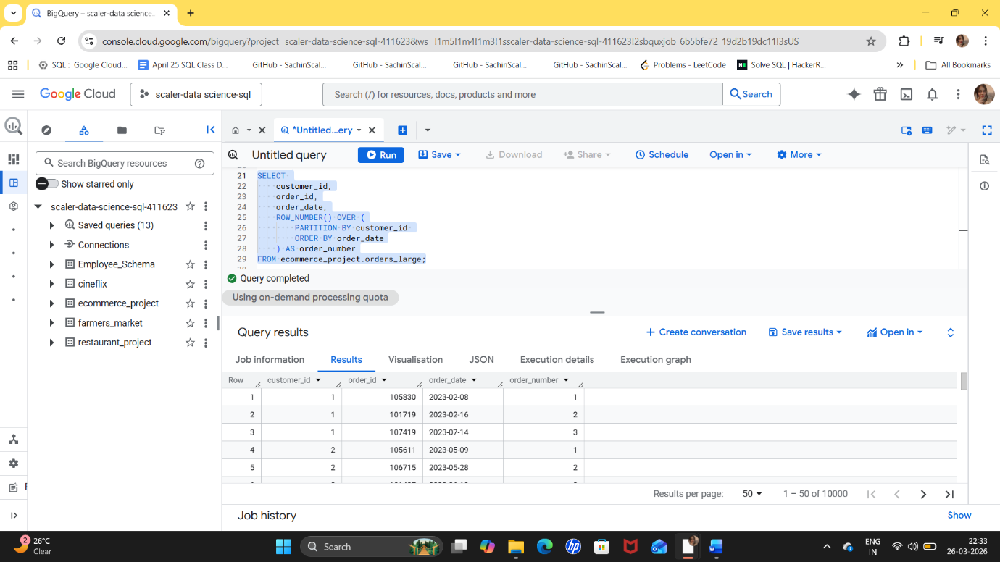 BigQuery – scaler-data science
console.cloud.google.com/bigquery?project=scaler-data-science-sql-411623&ws=!1m5!1m4!1m3!1sscaler-data-science-sql-411623!2sbquxjob_6b5bfe72_19d2b19dc11!3sUS
SQL : Google Cloud... April 25 SQL Class D... GitHub - SachinScal... GitHub - SachinScal... GitHub - SachinScal... GitHub - SachinScal... Problems - LeetCode Solve SQL | HackerR... » All Bookmarks
Google Cloud scaler-data science-sql Search (/) for resources, docs, products and more Search
*Untitled...ery
Untitled query Run Save Download Share Schedule Open in More
Search BigQuery resources
Show starred only
scaler-data-science-sql-411623
Saved queries (13)
Connections
Employee_Schema
cineflix
ecommerce_project
farmers_market
restaurant_project
21 SELECT
22 customer_id,
23 order_id,
24 order_date,
25 ROW_NUMBER() OVER (
26 PARTITION BY customer_id
27 ORDER BY order_date
28 ) AS order_number
29 FROM ecommerce_project.orders_large;
Query completed
Using on-demand processing quota
Query results Create conversation Save results Open in
Job information Results Visualisation JSON Execution details Execution graph
Row customer_id order_id order_date order_number
1 1 105830 2023-02-08 1
2 1 101719 2023-02-16 2
3 1 107419 2023-07-14 3
4 2 105611 2023-05-09 1
5 2 106715 2023-05-28 2
Results per page: 50 1 – 50 of 10000
Job history Show
2 26°C
Clear
Search
ENG
IN
22:33
26-03-2026